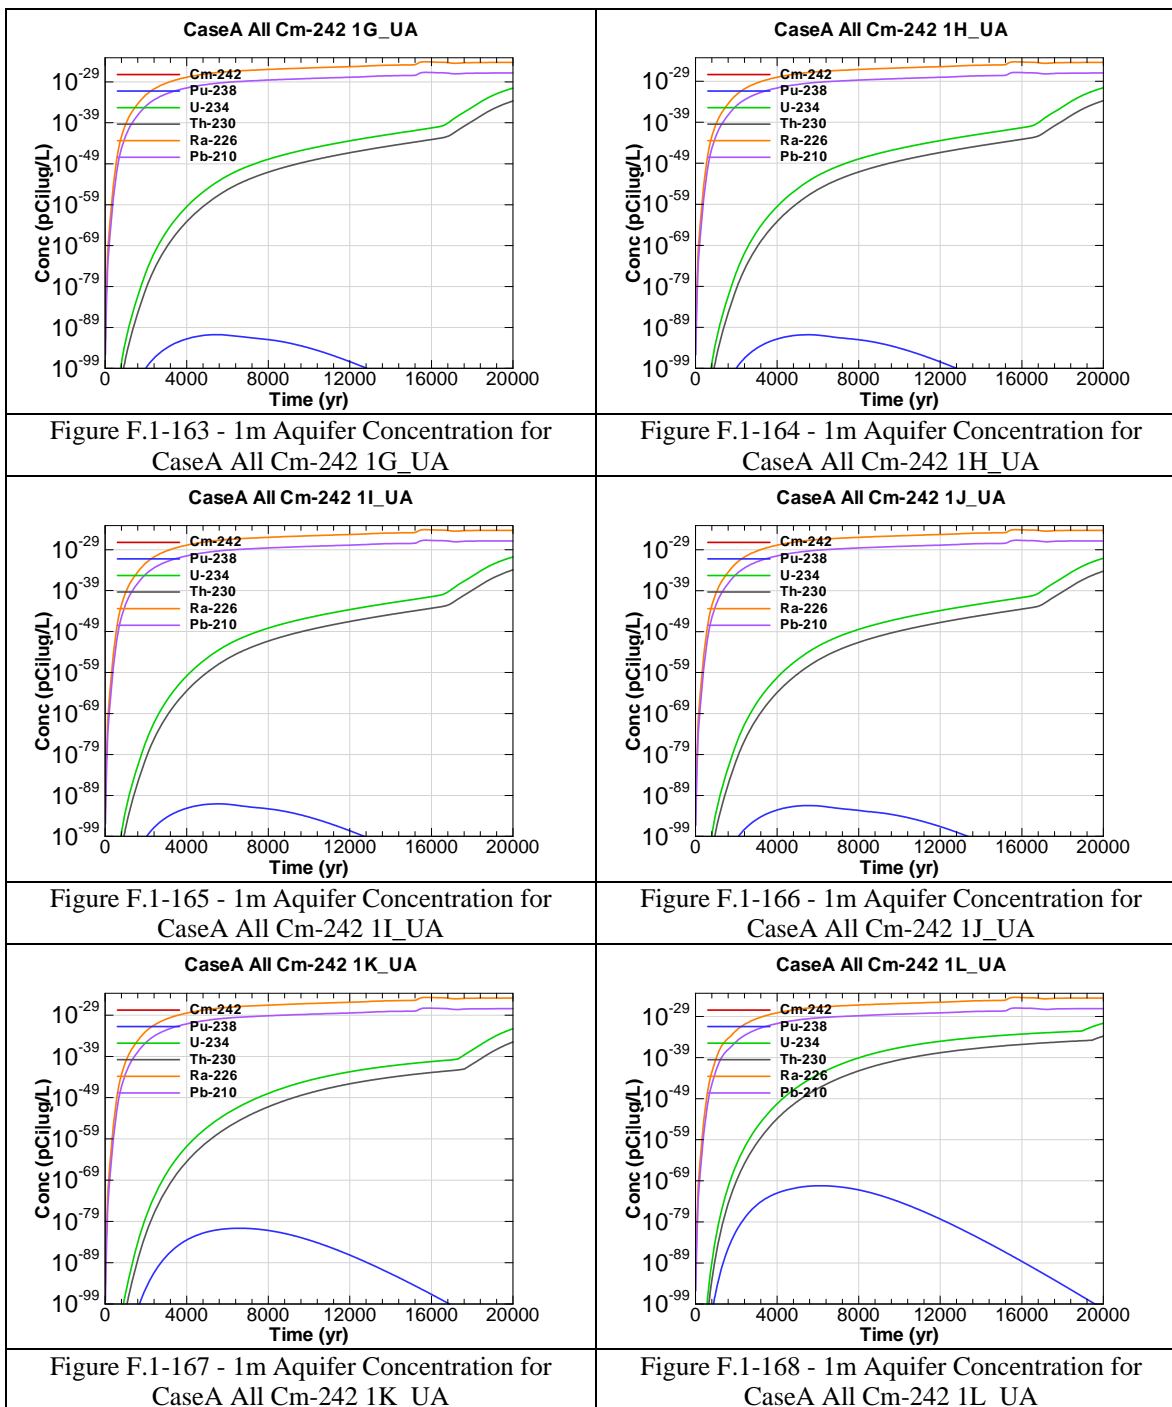 CaseA All Cm-242 1G_UA
Conc (pCi|ug/L)
10-29
10-39
10-49
10-59
10-69
10-79
10-89
10-99
Cm-242
Pu-238
U-234
Th-230
Ra-226
Pb-210
0 4000 8000 12000 16000 20000
Time (yr)
Figure F.1-163 - 1m Aquifer Concentration for
CaseA All Cm-242 1G_UA
CaseA All Cm-242 1H_UA
Conc (pCi|ug/L)
10-29
10-39
10-49
10-59
10-69
10-79
10-89
10-99
Cm-242
Pu-238
U-234
Th-230
Ra-226
Pb-210
0 4000 8000 12000 16000 20000
Time (yr)
Figure F.1-164 - 1m Aquifer Concentration for
CaseA All Cm-242 1H_UA
CaseA All Cm-242 1I_UA
Conc (pCi|ug/L)
10-29
10-39
10-49
10-59
10-69
10-79
10-89
10-99
Cm-242
Pu-238
U-234
Th-230
Ra-226
Pb-210
0 4000 8000 12000 16000 20000
Time (yr)
Figure F.1-165 - 1m Aquifer Concentration for
CaseA All Cm-242 1I_UA
CaseA All Cm-242 1J_UA
Conc (pCi|ug/L)
10-29
10-39
10-49
10-59
10-69
10-79
10-89
10-99
Cm-242
Pu-238
U-234
Th-230
Ra-226
Pb-210
0 4000 8000 12000 16000 20000
Time (yr)
Figure F.1-166 - 1m Aquifer Concentration for
CaseA All Cm-242 1J_UA
CaseA All Cm-242 1K_UA
Conc (pCi|ug/L)
10-29
10-39
10-49
10-59
10-69
10-79
10-89
10-99
Cm-242
Pu-238
U-234
Th-230
Ra-226
Pb-210
0 4000 8000 12000 16000 20000
Time (yr)
Figure F.1-167 - 1m Aquifer Concentration for
CaseA All Cm-242 1K_UA
CaseA All Cm-242 1L_UA
Conc (pCi|ug/L)
10-29
10-39
10-49
10-59
10-69
10-79
10-89
10-99
Cm-242
Pu-238
U-234
Th-230
Ra-226
Pb-210
0 4000 8000 12000 16000 20000
Time (yr)
Figure F.1-168 - 1m Aquifer Concentration for
CaseA All Cm-242 1L_UA